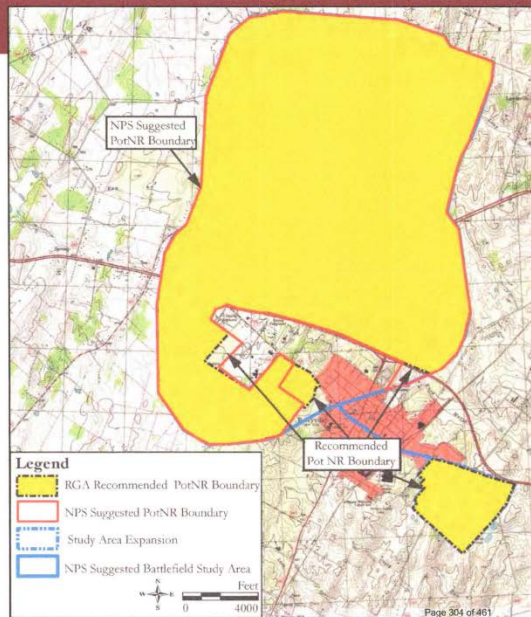 NPS Suggested
PotNR Boundary
Recommended
Pot NR Boundary
Legend
RGA Recommended PotNR Boundary
NPS Suggested PotNR Boundary
Study Area Expansion
NPS Suggested Battlefield Study Area
N
W E
S
Feet
0 4000
Page 304 of 461